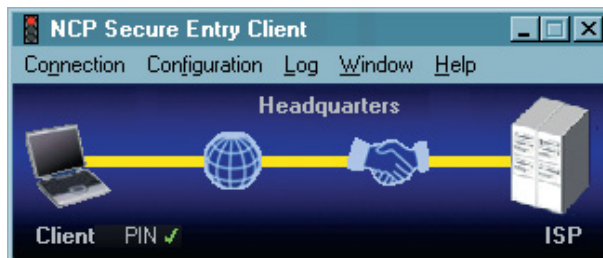 NCP Secure Entry Client
Connection Configuration Log Window Help
Headquarters
Client PIN ISP